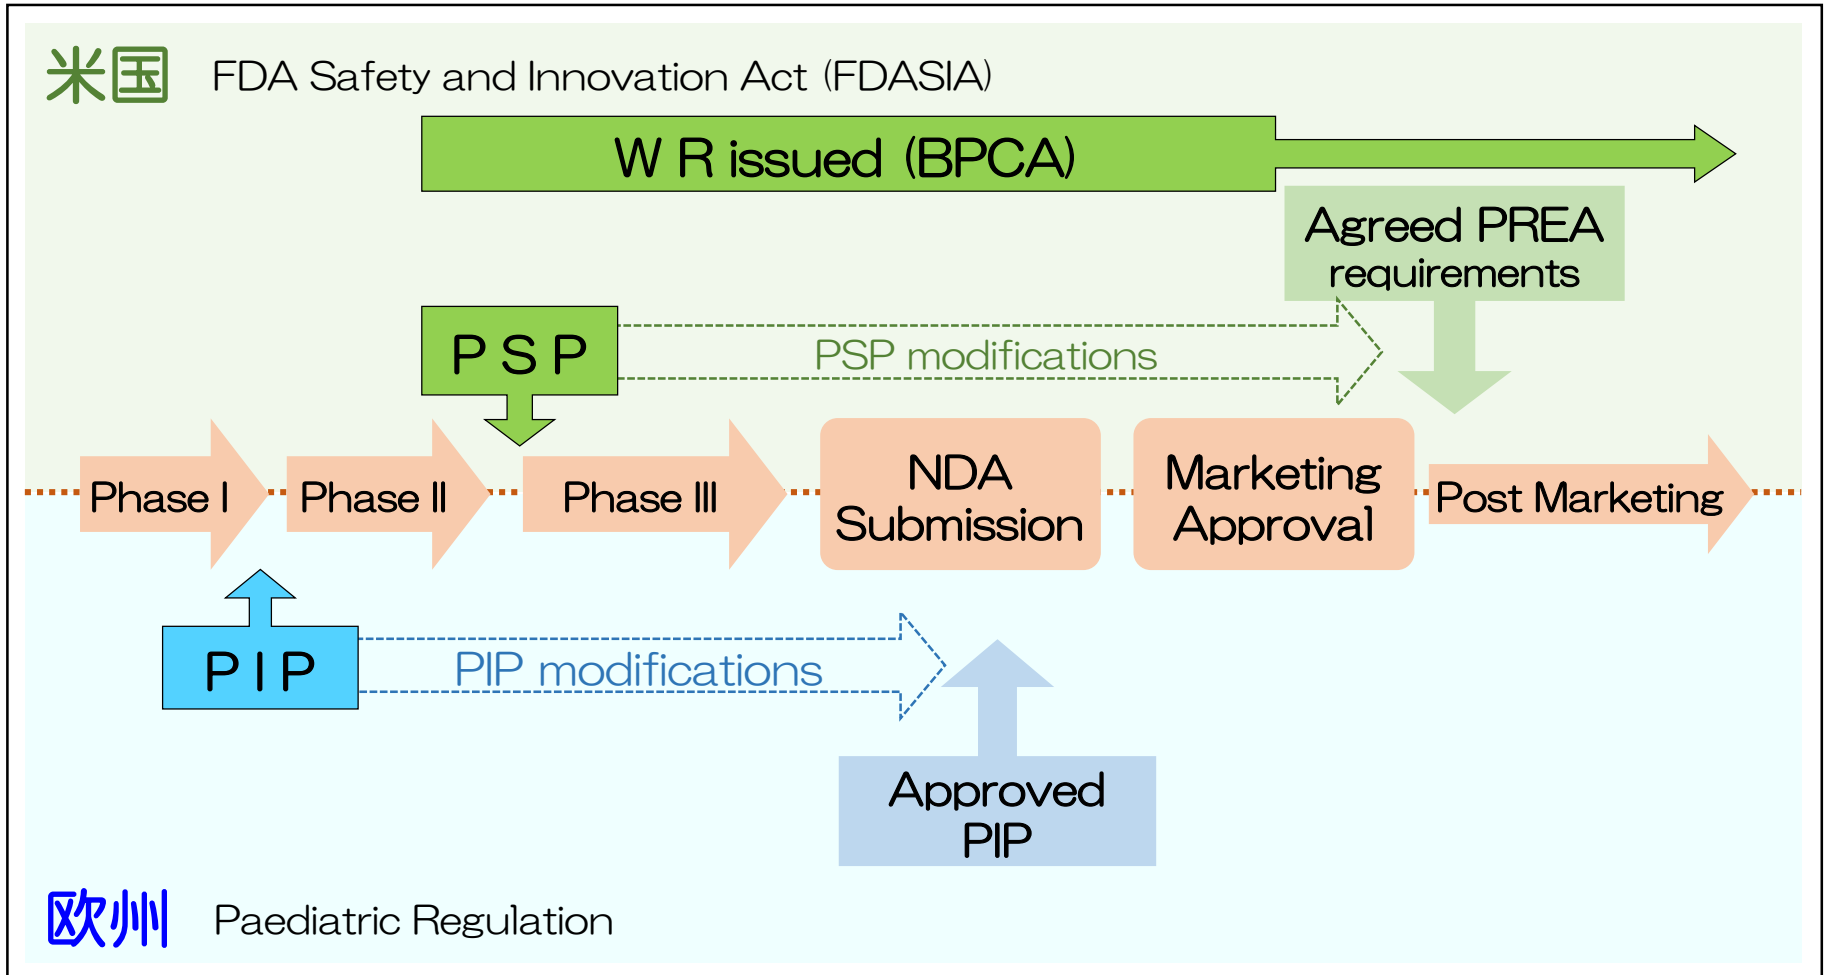 米国 FDA Safety and Innovation Act (FDASIA)
W R issued (BPCA)
Agreed PREA
requirements
P S P
PSP modifications
Phase I
Phase II
Phase III
NDA
Submission
Marketing
Approval
Post Marketing
P I P
PIP modifications
Approved
PIP
欧州 Paediatric Regulation